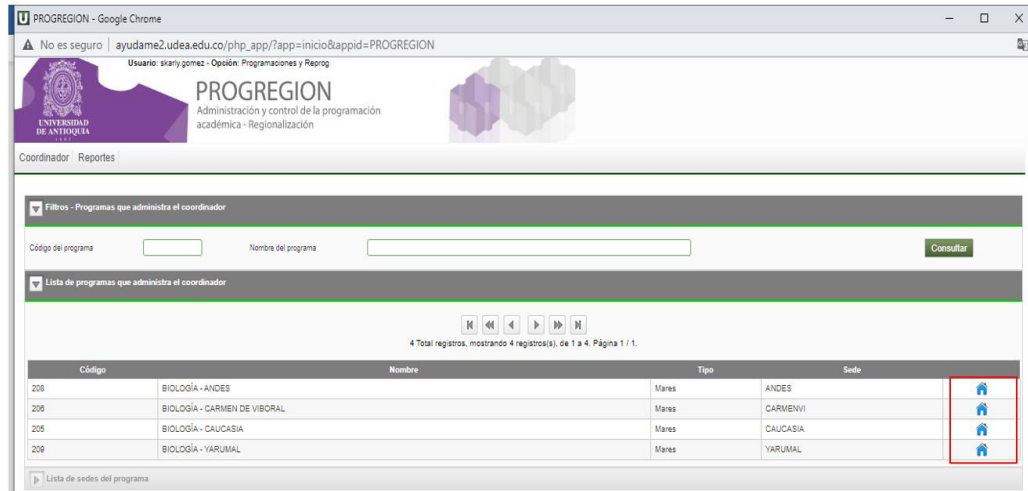 PROGREGION - Google Chrome
No es seguro | ayudame2.udea.edu.co/php_app/?app=inicio&appid=PROGREGION
Usuario: skarly.gomez - Opción: Programaciones y Reprog
PROGREGION
Administración y control de la programación
académica - Regionalización
UNIVERSIDAD
DE ANTIOQUIA
Coordinador Reportes
Filtros - Programas que administra el coordinador
Código del programa Nombre del programa Consultar
Lista de programas que administra el coordinador
4 Total registros, mostrando 4 registros(s), de 1 a 4. Página 1 / 1.
Código Nombre Tipo Sede
208 BIOLOGÍA - ANDES Mares ANDES
206 BIOLOGÍA - CARMEN DE VIBORAL Mares CARMENVI
205 BIOLOGÍA - CAUCASIA Mares CAUCASIA
209 BIOLOGÍA - YARUMAL Mares YARUMAL
Lista de sedes del programa